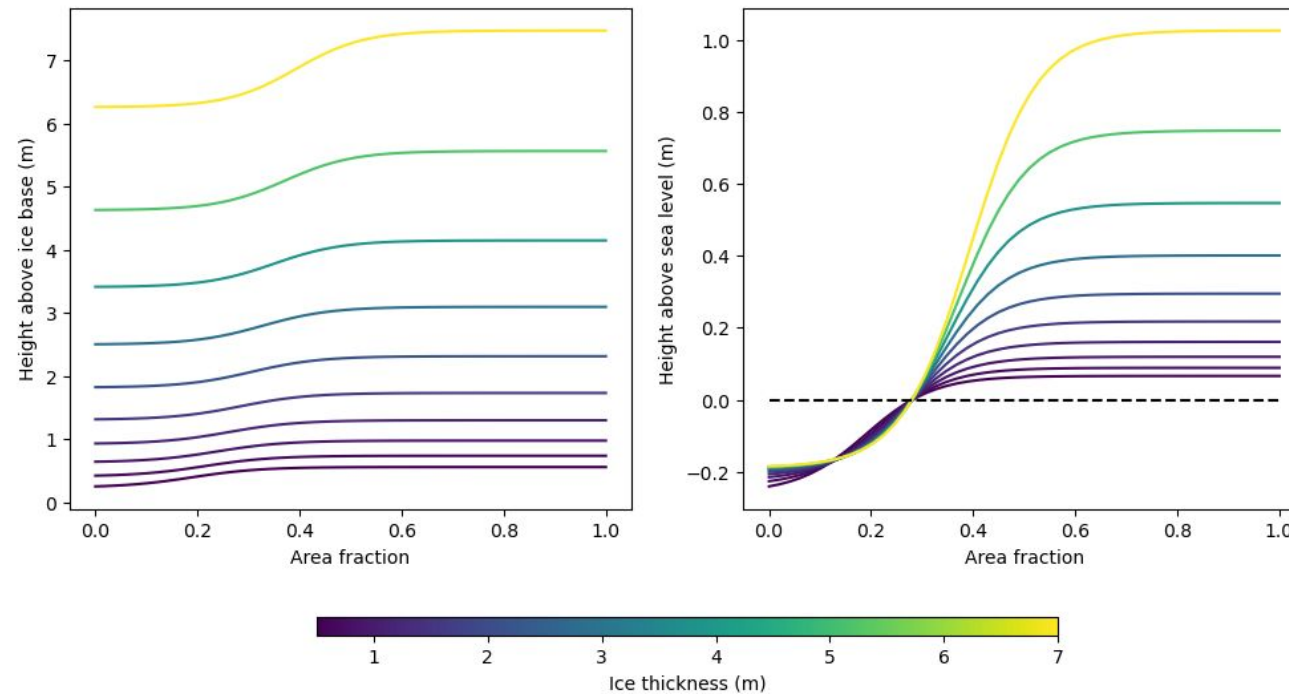 Height above ice base (m)
7
6
5
4
3
2
1
0
0.0 0.2 0.4 0.6 0.8 1.0
Area fraction
Height above sea level (m)
1.0
0.8
0.6
0.4
0.2
0.0
−0.2
0.0 0.2 0.4 0.6 0.8 1.0
Area fraction
1 2 3 4 5 6 7
Ice thickness (m)